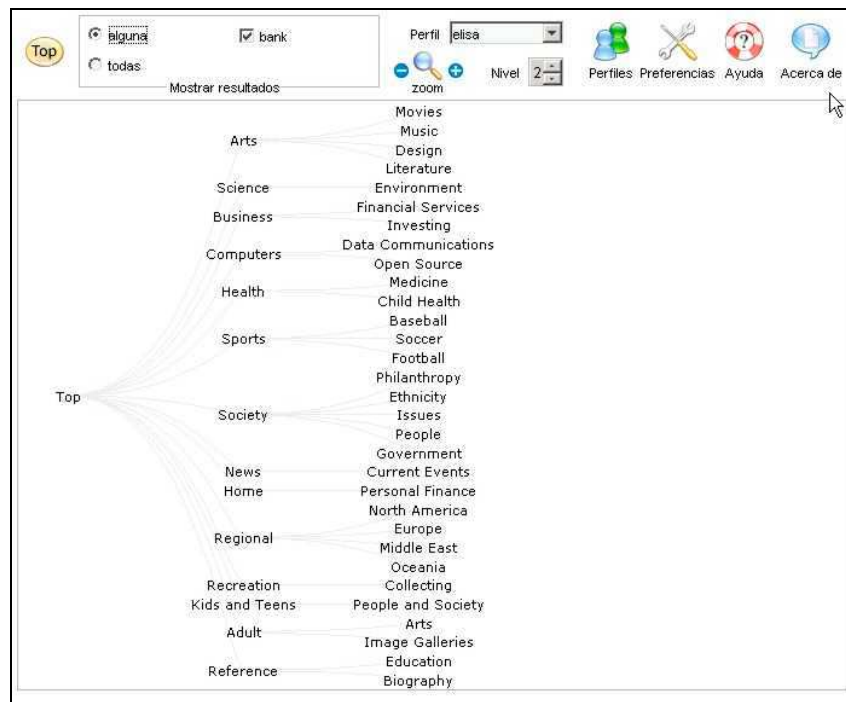 Top
alguna
bank
todas
Mostrar resultados
Perfil elisa
zoom
Nivel 2
Perfiles
Preferencias
Ayuda
Acerca de
Movies
Arts
Music
Design
Literature
Science
Environment
Business
Financial Services
Investing
Computers
Data Communications
Open Source
Health
Medicine
Child Health
Sports
Baseball
Soccer
Football
Top
Society
Philanthropy
Ethnicity
Issues
People
Government
News
Current Events
Home
Personal Finance
Regional
North America
Europe
Middle East
Oceania
Recreation
Collecting
Kids and Teens
People and Society
Adult
Arts
Image Galleries
Reference
Education
Biography